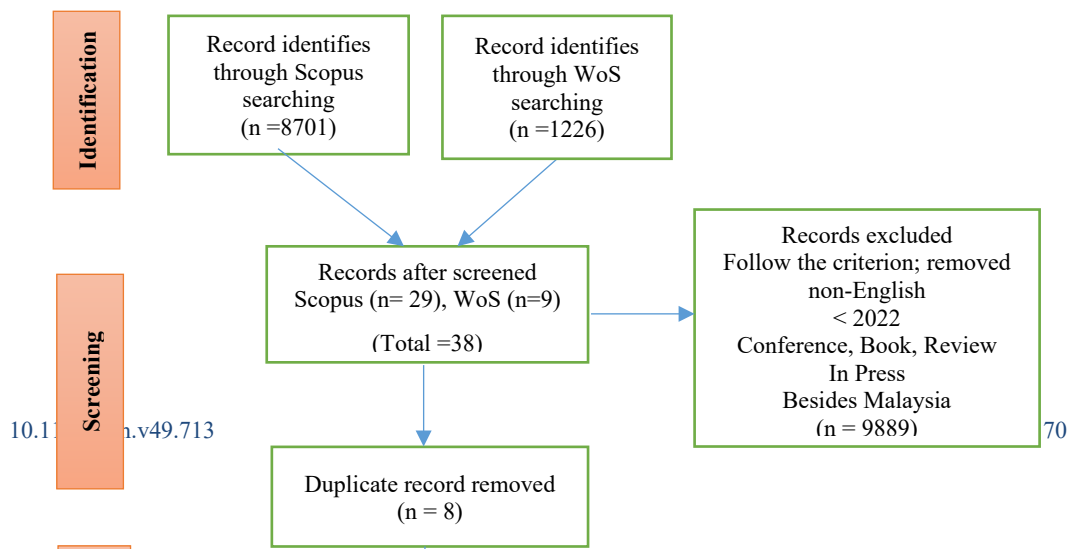 Identification
Record identifies
through Scopus
searching
(n =8701)
Record identifies
through WoS
searching
(n =1226)
Records after screened
Scopus (n= 29), WoS (n=9)
(Total =38)
Records excluded
Follow the criterion; removed
non-English
< 2022
Conference, Book, Review
In Press
Besides Malaysia
(n = 9889)
Screening
10.1 n.v49.713
70
Duplicate record removed
(n = 8)